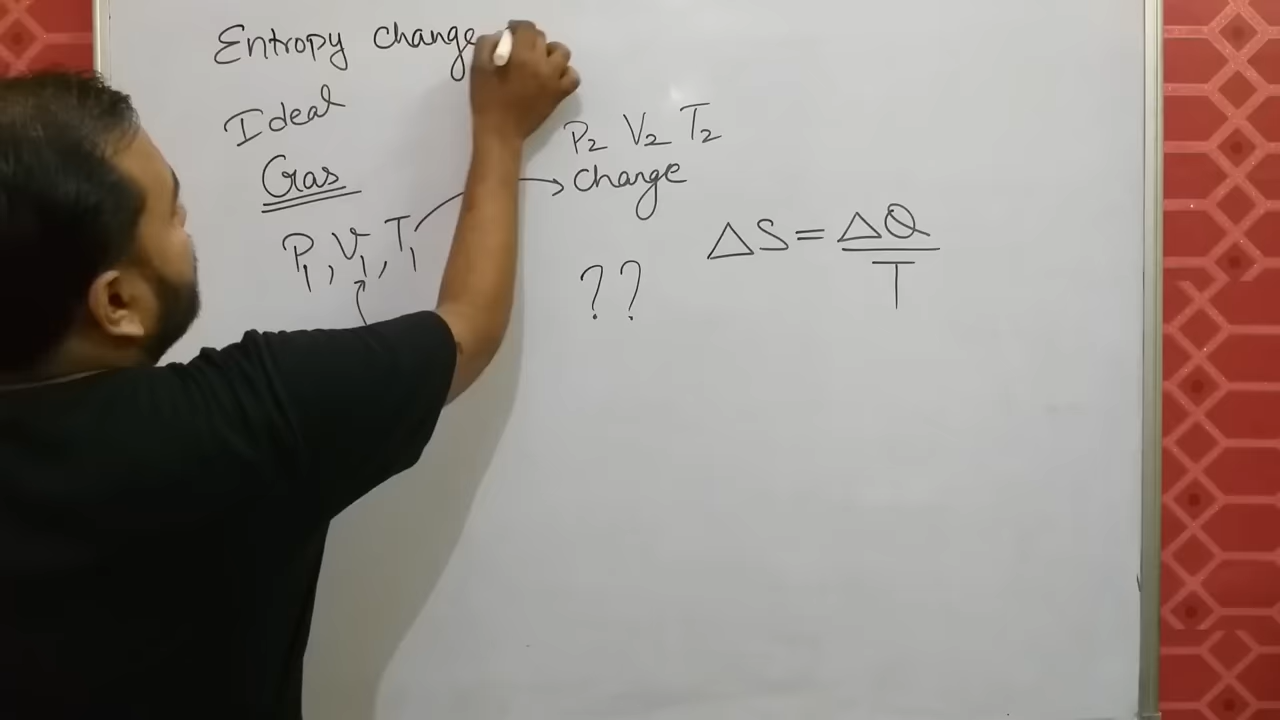 Entropy change
Ideal
Gas
P₁, V₁, T₁
P₂ V₂ T₂
change
??
ΔS = ΔQ / T